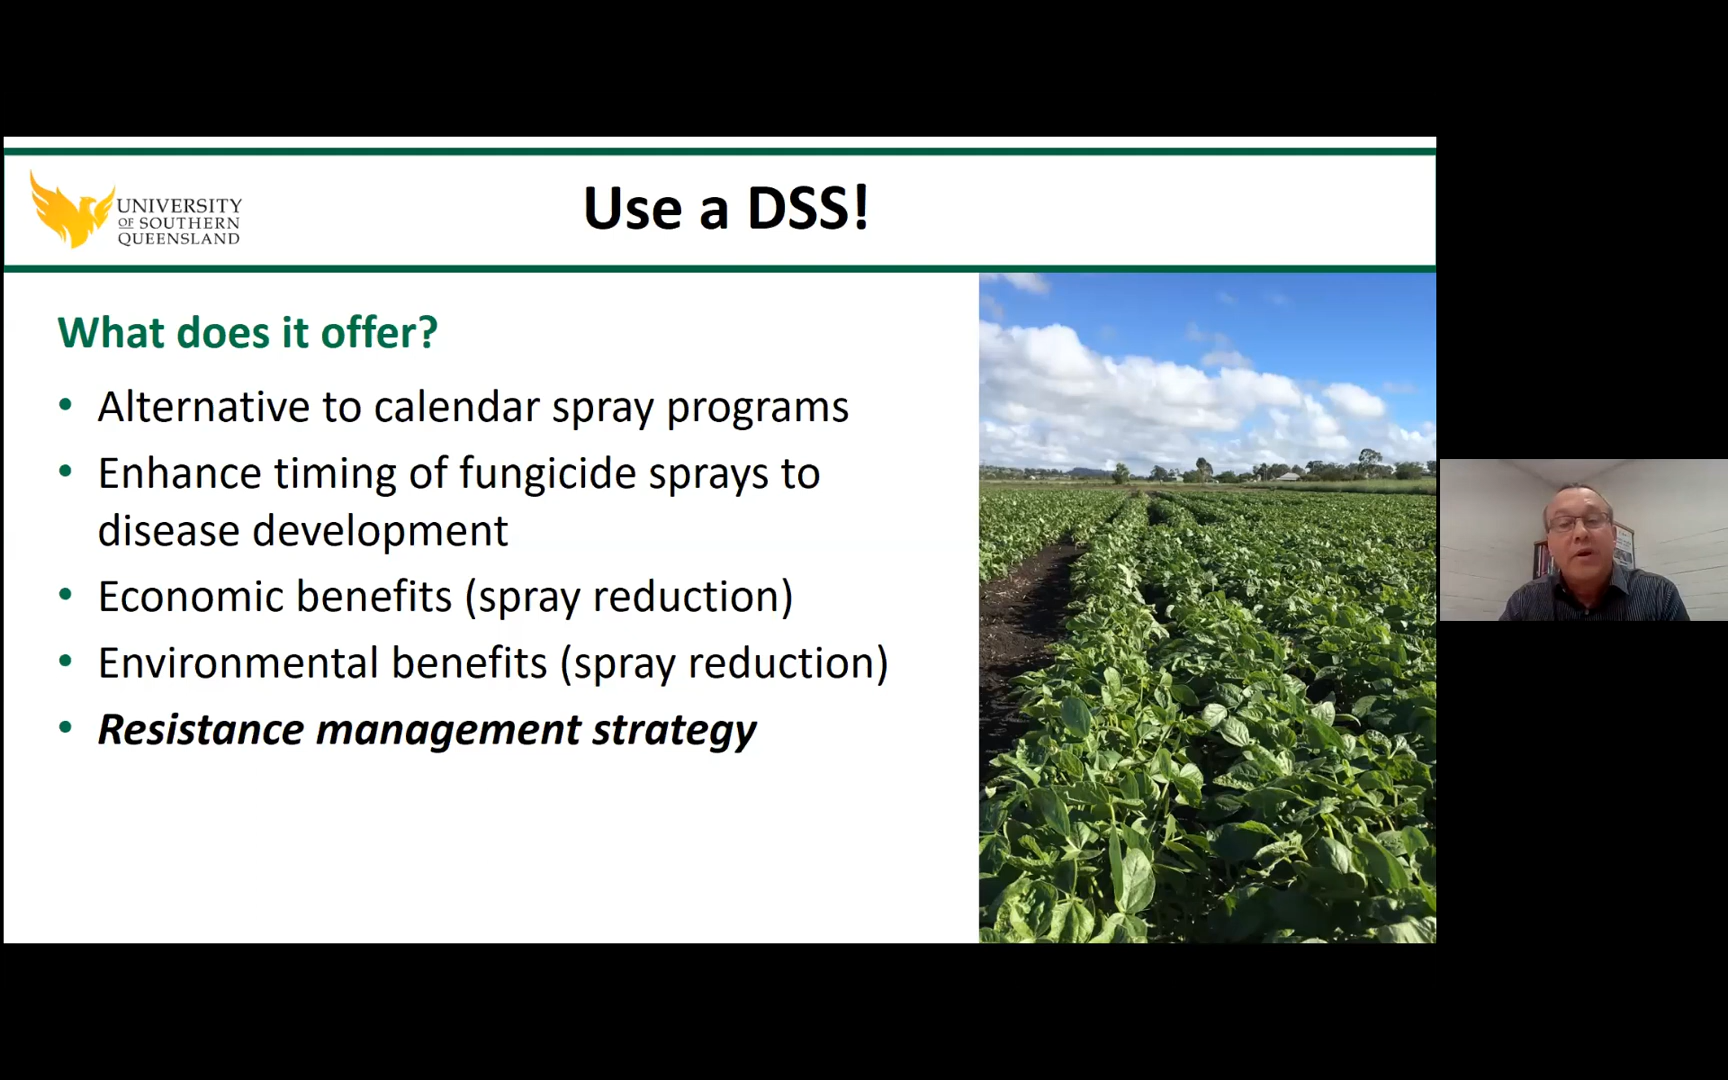 UNIVERSITY
OF SOUTHERN
QUEENSLAND
Use a DSS!
What does it offer?
• Alternative to calendar spray programs
• Enhance timing of fungicide sprays to
disease development
• Economic benefits (spray reduction)
• Environmental benefits (spray reduction)
• Resistance management strategy